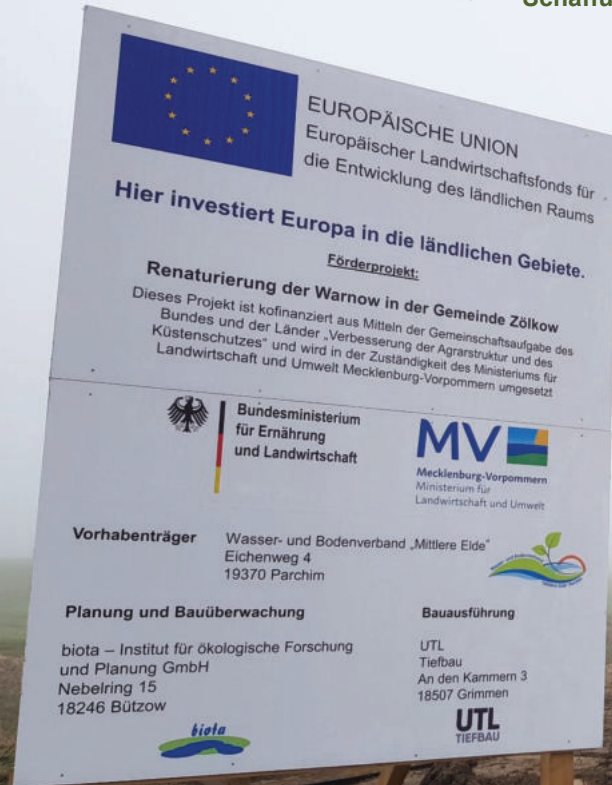 EUROPÄISCHE UNION
Europäischer Landwirtschaftsfonds für
die Entwicklung des ländlichen Raums
Hier investiert Europa in die ländlichen Gebiete.
Förderprojekt:
Renaturierung der Warnow in der Gemeinde Zölkow
Dieses Projekt ist kofinanziert aus Mitteln der Gemeinschaftsaufgabe des
Bundes und der Länder „Verbesserung der Agrarstruktur und des
Küstenschutzes“ und wird in der Zuständigkeit des Ministeriums für
Landwirtschaft und Umwelt Mecklenburg-Vorpommern umgesetzt
Bundesministerium
für Ernährung
und Landwirtschaft
MV
Mecklenburg-Vorpommern
Ministerium für
Landwirtschaft und Umwelt
Vorhabenträger
Wasser- und Bodenverband „Mittlere Elde“
Eichenweg 4
19370 Parchim
Planung und Bauüberwachung
biota – Institut für ökologische Forschung
und Planung GmbH
Nebelring 15
18246 Bützow
biota
Bauausführung
UTL
Tiefbau
An den Kammern 3
18507 Grimmen
UTL
TIEFBAU